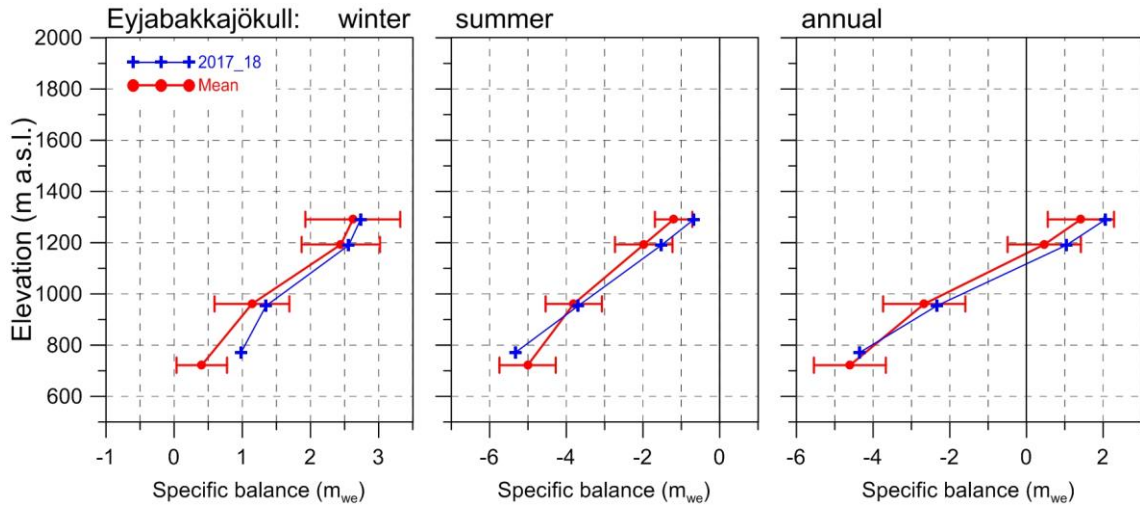 Eyjabakkajökull: winter summer annual
2017_18
Mean
Elevation (m a.s.l.)
2000
1800
1600
1400
1200
1000
800
600
-1 0 1 2 3
-6 -4 -2 0
-6 -4 -2 0 2
Specific balance (mwe) Specific balance (mwe) Specific balance (mwe)